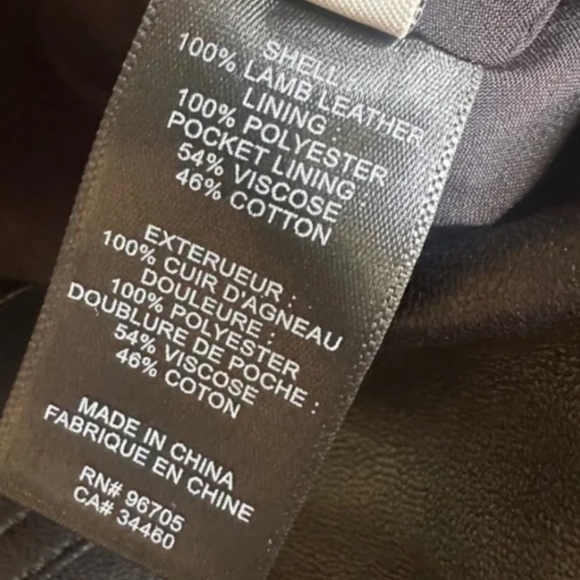 SHELL :
100% LAMB LEATHER
LINING :
100% POLYESTER
POCKET LINING
54% VISCOSE
46% COTTON
EXTERUEUR :
100% CUIR D'AGNEAU
DOULEURE :
100% POLYESTER
DOUBLURE DE POCHE :
54% VISCOSE
46% COTON
MADE IN CHINA
FABRIQUE EN CHINE
RN# 96705
CA# 34460